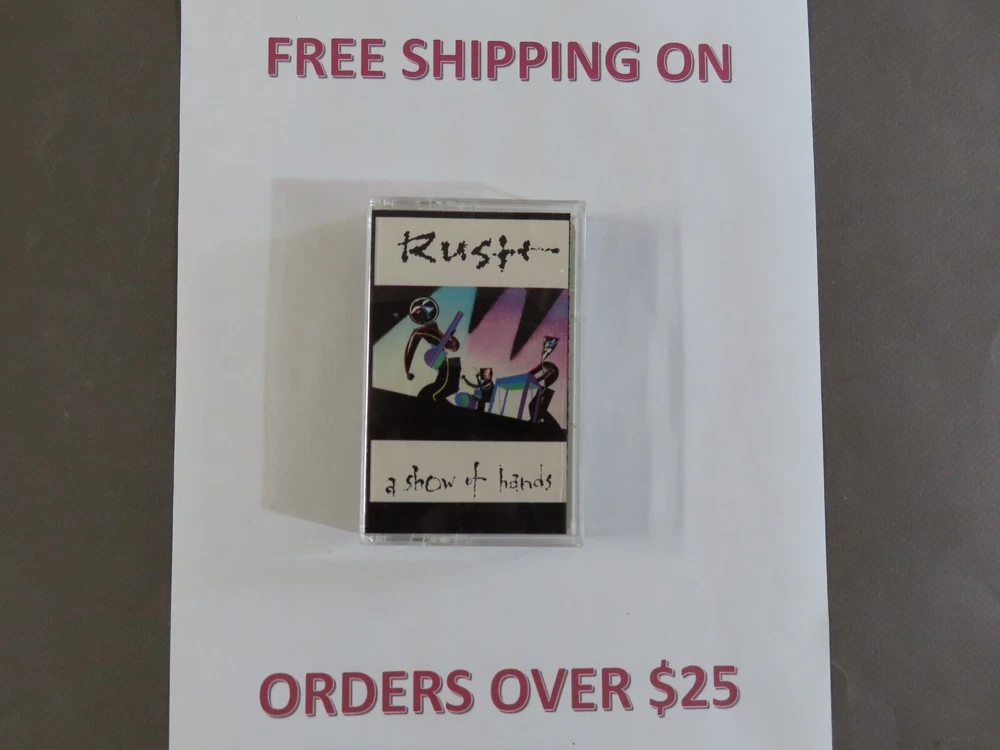 FREE SHIPPING ON
Rush
a show of hands
ORDERS OVER $25